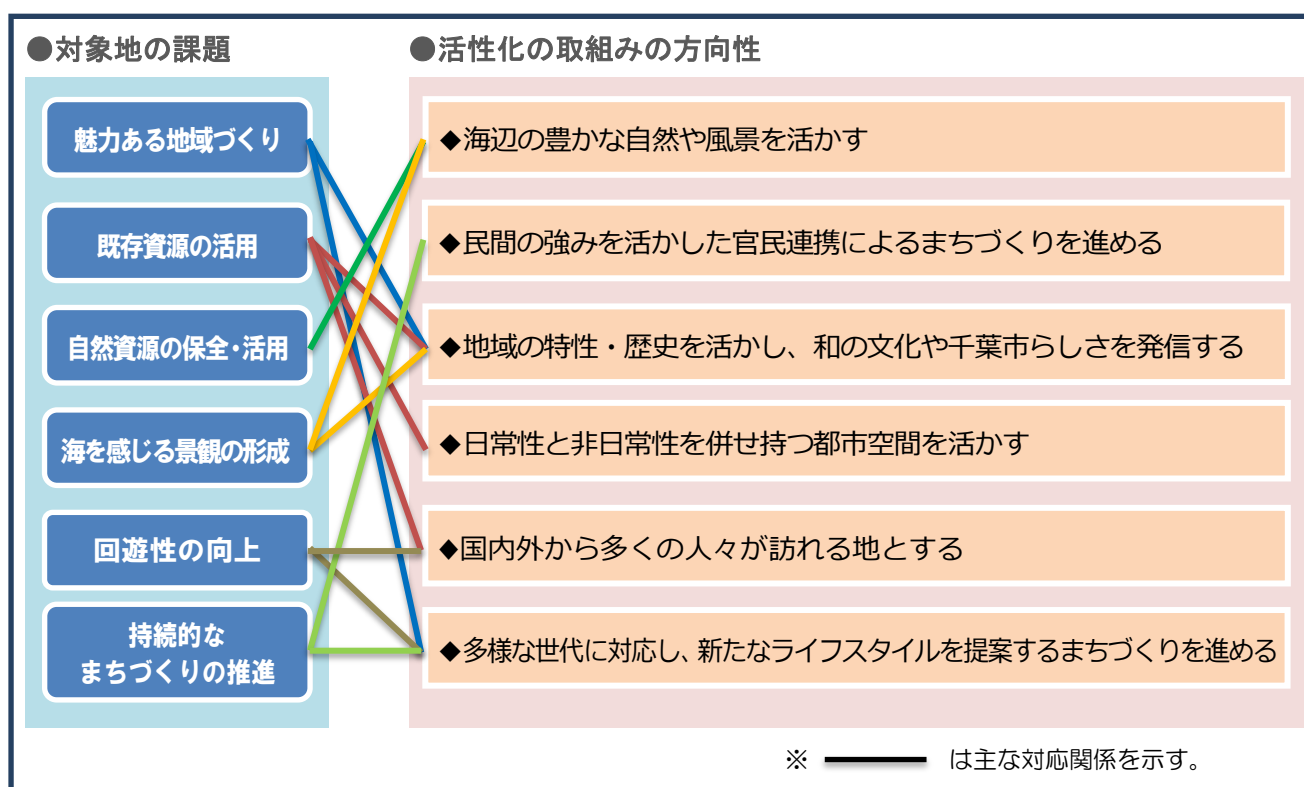 ●対象地の課題
●活性化の取組みの方向性
魅力ある地域づくり
既存資源の活用
自然資源の保全・活用
海を感じる景観の形成
回遊性の向上
持続的な
まちづくりの推進
◆海辺の豊かな自然や風景を活かす
◆民間の強みを活かした官民連携によるまちづくりを進める
◆地域の特性・歴史を活かし、和の文化や千葉市らしさを発信する
◆日常性と非日常性を併せ持つ都市空間を活かす
◆国内外から多くの人々が訪れる地とする
◆多様な世代に対応し、新たなライフスタイルを提案するまちづくりを進める
※ は主な対応関係を示す。